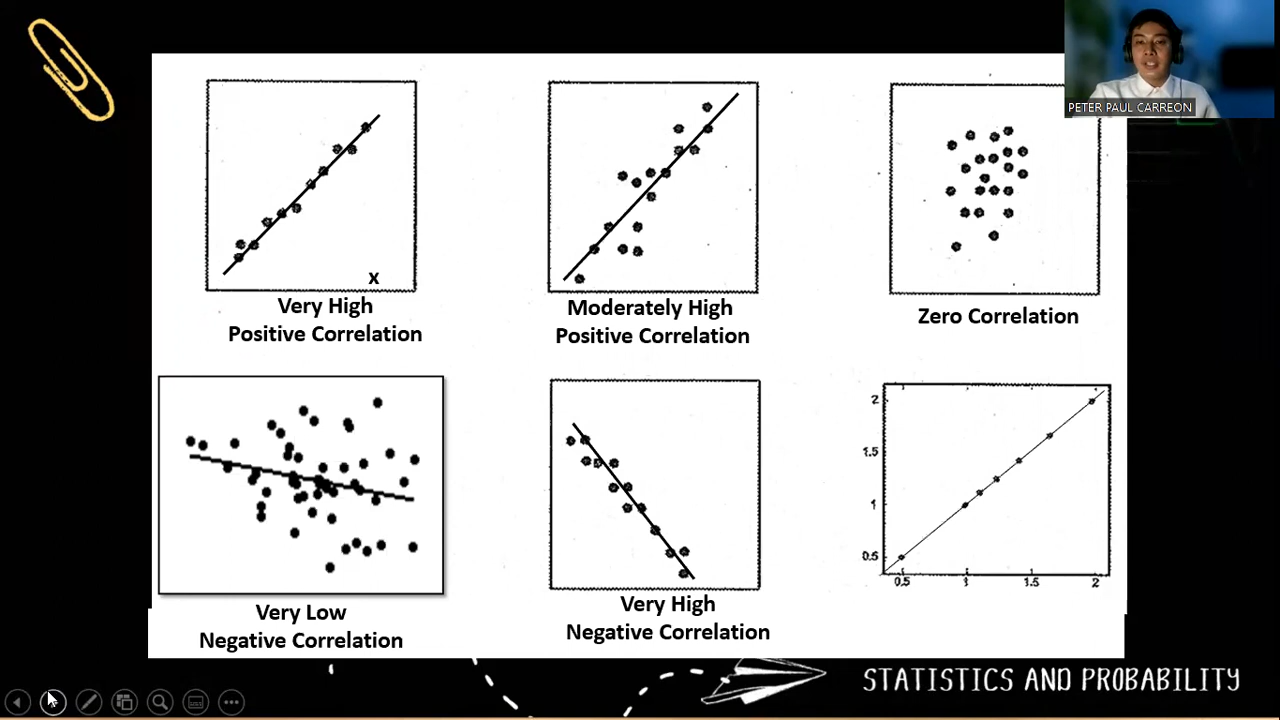 PETER PAUL CARREON
X
Very High
Positive Correlation
Moderately High
Positive Correlation
Zero Correlation
Very Low
Negative Correlation
Very High
Negative Correlation
2
1.5
1
0.5
0.5
1
1.5
2
STATISTICS AND PROBABILITY